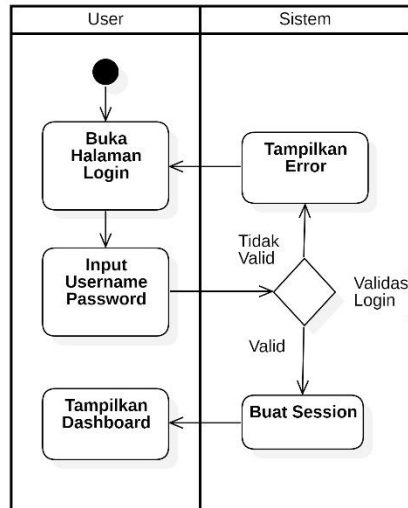 User
Sistem
Buka
Halaman
Login
Tampilkan
Error
Tidak
Valid
Input
Username
Password
Validas
Login
Valid
Tampilkan
Dashboard
Buat Session